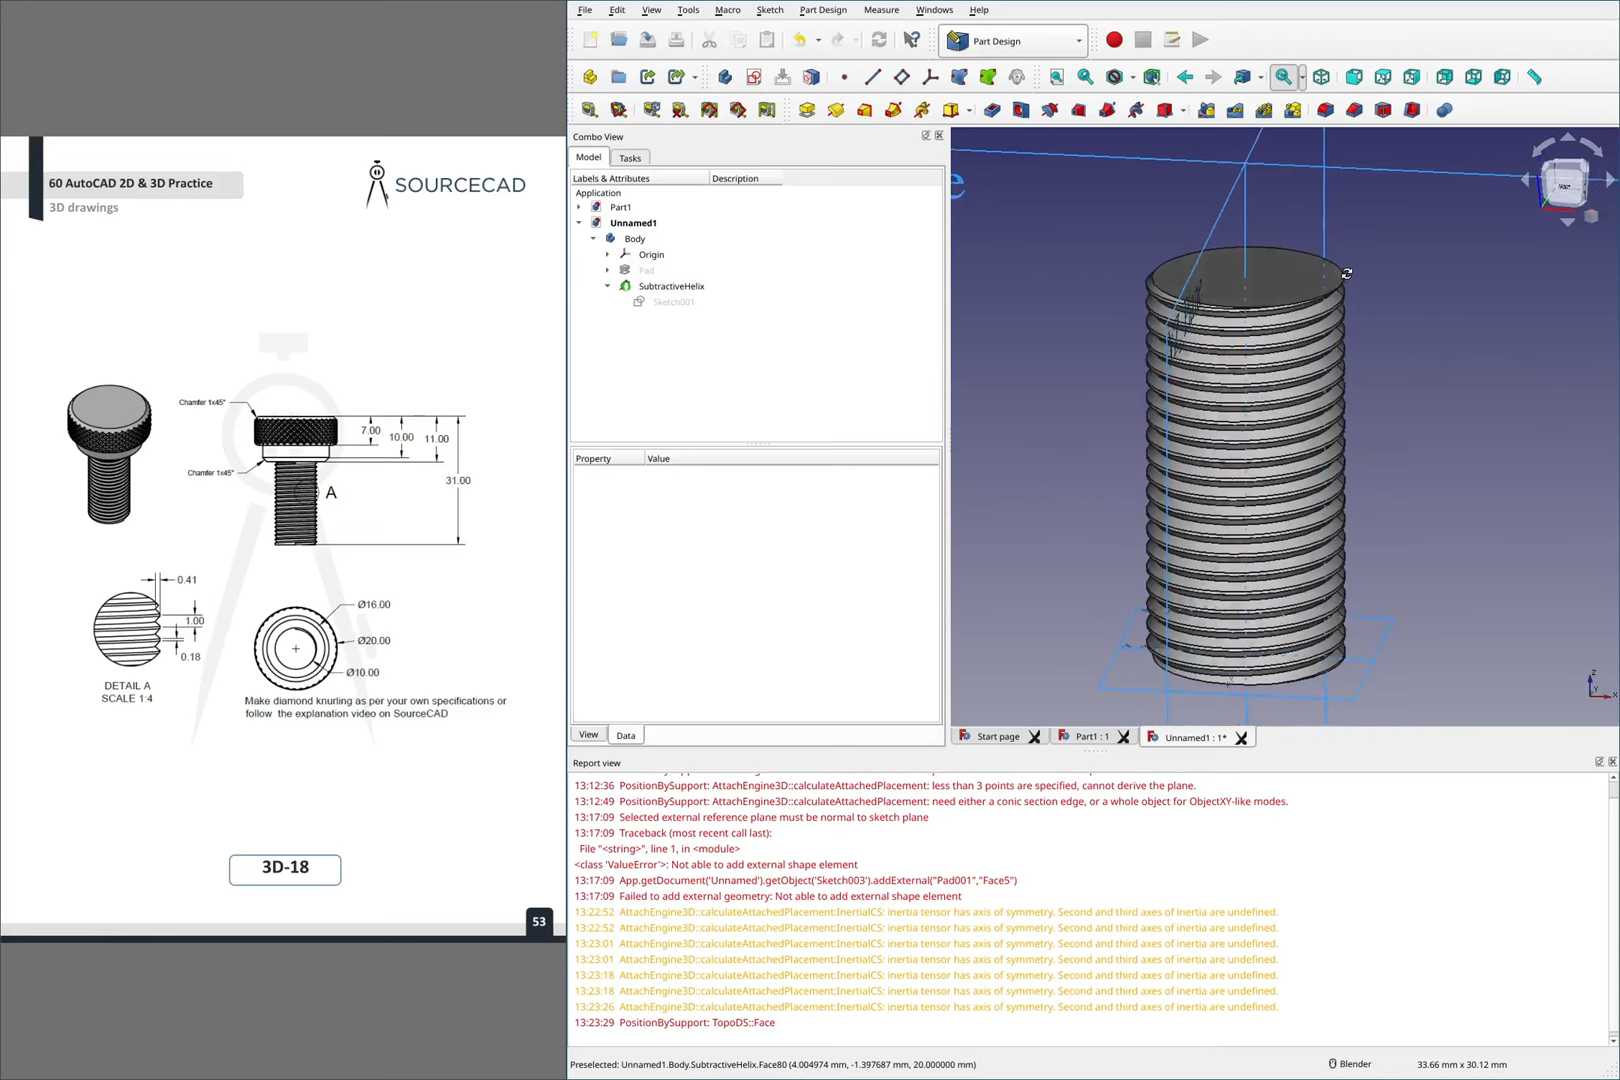 60 AutoCAD 2D & 3D Practice
3D drawings
SOURCECAD
Chamfer 1x45°
7.00
10.00
11.00
Chamfer 1x45°
31.00
A
0.41
1.00
0.18
DETAIL A
SCALE 1:4
Ø16.00
Ø20.00
Ø10.00
Make diamond knurling as per your own specifications or
follow the explanation video on SourceCAD
3D-18
53
File Edit View Tools Macro Sketch Part Design Measure Windows Help
Part Design
Combo View
Model Tasks
Labels & Attributes Description
Application
Part1
Unnamed1
Body
Origin
Pad
SubtractiveHelix
Sketch001
Property Value
View Data
e
FRONT
Z
Y
X
Start page Part1 : 1 Unnamed1 : 1*
Report view
13:12:36 PositionBySupport: AttachEngine3D::calculateAttachedPlacement: less than 3 points are specified, cannot derive the plane.
13:12:49 PositionBySupport: AttachEngine3D::calculateAttachedPlacement: need either a conic section edge, or a whole object for ObjectXY-like modes.
13:17:09 Selected external reference plane must be normal to sketch plane
13:17:09 Traceback (most recent call last):
File "<string>", line 1, in <module>
<class 'ValueError'>: Not able to add external shape element
13:17:09 App.getDocument('Unnamed').getObject('Sketch003').addExternal("Pad001","Face5")
13:17:09 Failed to add external geometry: Not able to add external shape element
13:22:52 AttachEngine3D::calculateAttachedPlacement:InertialCS: inertia tensor has axis of symmetry. Second and third axes of inertia are undefined.
13:22:52 AttachEngine3D::calculateAttachedPlacement:InertialCS: inertia tensor has axis of symmetry. Second and third axes of inertia are undefined.
13:23:01 AttachEngine3D::calculateAttachedPlacement:InertialCS: inertia tensor has axis of symmetry. Second and third axes of inertia are undefined.
13:23:01 AttachEngine3D::calculateAttachedPlacement:InertialCS: inertia tensor has axis of symmetry. Second and third axes of inertia are undefined.
13:23:18 AttachEngine3D::calculateAttachedPlacement:InertialCS: inertia tensor has axis of symmetry. Second and third axes of inertia are undefined.
13:23:18 AttachEngine3D::calculateAttachedPlacement:InertialCS: inertia tensor has axis of symmetry. Second and third axes of inertia are undefined.
13:23:26 AttachEngine3D::calculateAttachedPlacement:InertialCS: inertia tensor has axis of symmetry. Second and third axes of inertia are undefined.
13:23:29 PositionBySupport: TopoDS::Face
Preselected: Unnamed1.Body.SubtractiveHelix.Face80 (4.004974 mm, -1.397687 mm, 20.000000 mm) Blender 33.66 mm x 30.12 mm